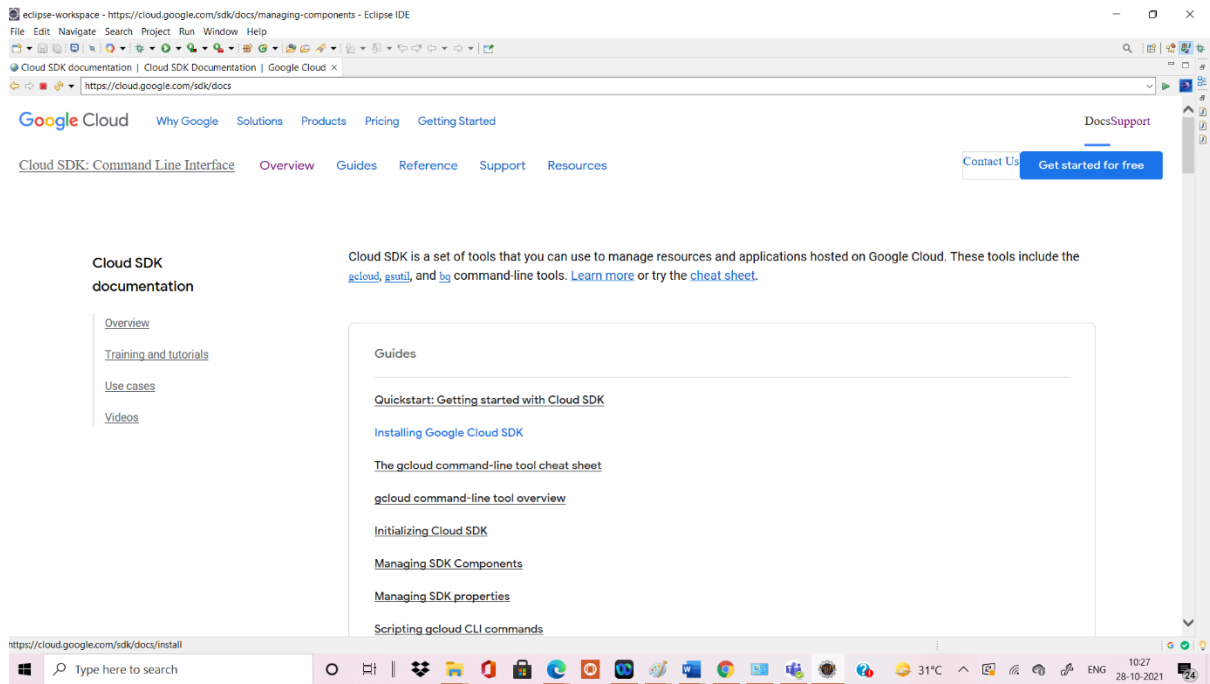 eclipse-workspace - https://cloud.google.com/sdk/docs/managing-components - Eclipse IDE
File Edit Navigate Search Project Run Window Help
Cloud SDK documentation | Cloud SDK Documentation | Google Cloud
https://cloud.google.com/sdk/docs
Google Cloud Why Google Solutions Products Pricing Getting Started DocsSupport
Cloud SDK: Command Line Interface Overview Guides Reference Support Resources Contact Us Get started for free
Cloud SDK
documentation
Overview
Training and tutorials
Use cases
Videos
Cloud SDK is a set of tools that you can use to manage resources and applications hosted on Google Cloud. These tools include the
gcloud, gsutil, and bq command-line tools. Learn more or try the cheat sheet.
Guides
Quickstart: Getting started with Cloud SDK
Installing Google Cloud SDK
The gcloud command-line tool cheat sheet
gcloud command-line tool overview
Initializing Cloud SDK
Managing SDK Components
Managing SDK properties
Scripting gcloud CLI commands
https://cloud.google.com/sdk/docs/install
Type here to search 31°C ENG 10:27
28-10-2021 24